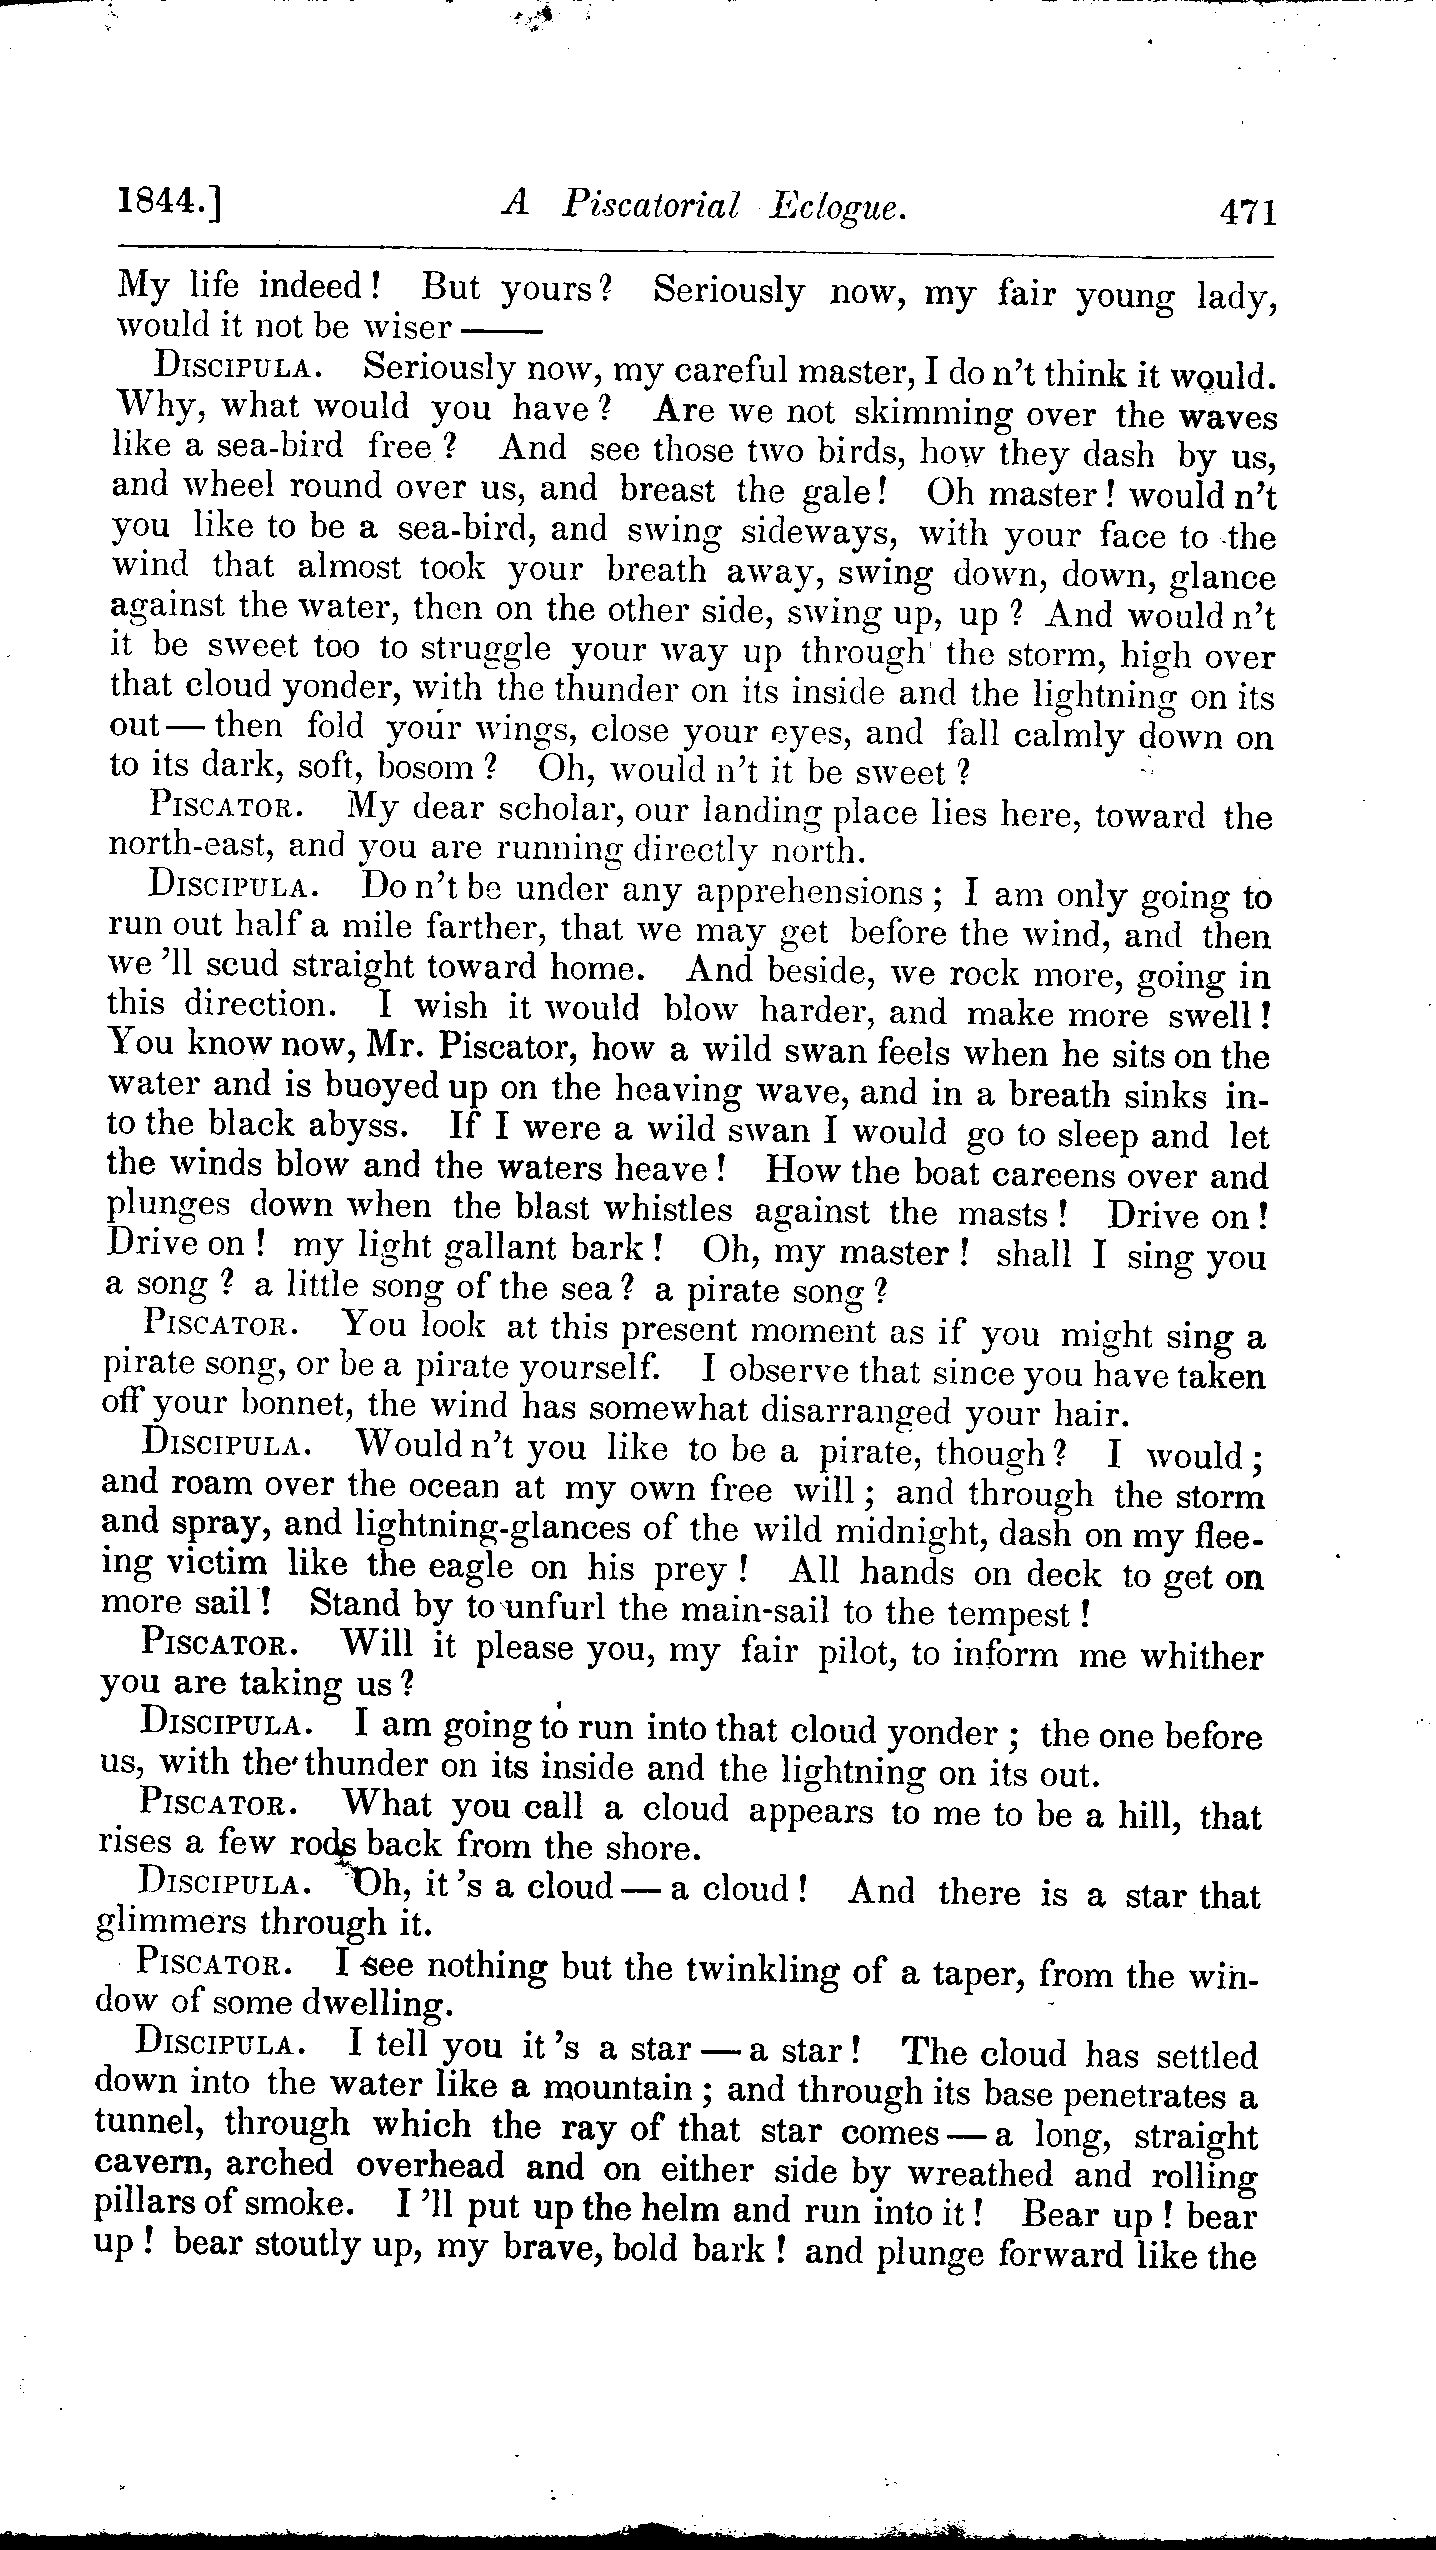 1844.] A Piscatorial Eclogue. 471
My life indeed! But yours? Seriously now, my fair young lady,
would it not be wiser ——
DISCIPULA. Seriously now, my careful master, I do n't think it would.
Why, what would you have? Are we not skimming over the waves
like a sea-bird free? And see those two birds, how they dash by us,
and wheel round over us, and breast the gale! Oh master! would n't
you like to be a sea-bird, and swing sideways, with your face to the
wind that almost took your breath away, swing down, down, glance
against the water, then on the other side, swing up, up? And would n't
it be sweet too to struggle your way up through the storm, high over
that cloud yonder, with the thunder on its inside and the lightning on its
out — then fold your wings, close your eyes, and fall calmly down on
to its dark, soft, bosom? Oh, would n't it be sweet?
PISCATOR. My dear scholar, our landing place lies here, toward the
north-east, and you are running directly north.
DISCIPULA. Do n't be under any apprehensions; I am only going to
run out half a mile farther, that we may get before the wind, and then
we 'll scud straight toward home. And beside, we rock more, going in
this direction. I wish it would blow harder, and make more swell!
You know now, Mr. Piscator, how a wild swan feels when he sits on the
water and is buoyed up on the heaving wave, and in a breath sinks in-
to the black abyss. If I were a wild swan I would go to sleep and let
the winds blow and the waters heave! How the boat careens over and
plunges down when the blast whistles against the masts! Drive on!
Drive on! my light gallant bark! Oh, my master! shall I sing you
a song? a little song of the sea? a pirate song?
PISCATOR. You look at this present moment as if you might sing a
pirate song, or be a pirate yourself. I observe that since you have taken
off your bonnet, the wind has somewhat disarranged your hair.
DISCIPULA. Would n't you like to be a pirate, though? I would;
and roam over the ocean at my own free will; and through the storm
and spray, and lightning-glances of the wild midnight, dash on my flee-
ing victim like the eagle on his prey! All hands on deck to get on
more sail! Stand by to unfurl the main-sail to the tempest!
PISCATOR. Will it please you, my fair pilot, to inform me whither
you are taking us?
DISCIPULA. I am going to run into that cloud yonder; the one before
us, with the thunder on its inside and the lightning on its out.
PISCATOR. What you call a cloud appears to me to be a hill, that
rises a few rods back from the shore.
DISCIPULA. Oh, it 's a cloud — a cloud! And there is a star that
glimmers through it.
PISCATOR. I see nothing but the twinkling of a taper, from the win-
dow of some dwelling.
DISCIPULA. I tell you it 's a star — a star! The cloud has settled
down into the water like a mountain; and through its base penetrates a
tunnel, through which the ray of that star comes — a long, straight
cavern, arched overhead and on either side by wreathed and rolling
pillars of smoke. I 'll put up the helm and run into it! Bear up! bear
up! bear stoutly up, my brave, bold bark! and plunge forward like the